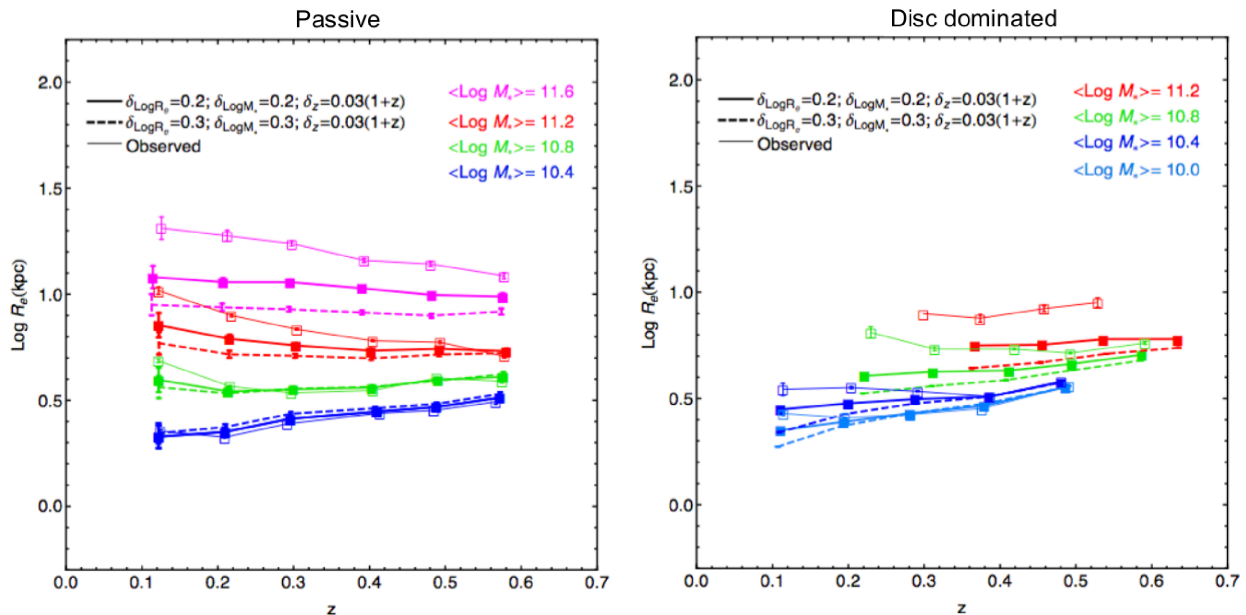 Passive
2.0
1.5
1.0
0.5
0.0
Log Rₑ(kpc)
δLogRₑ=0.2; δLogM*=0.2; δz=0.03(1+z)
δLogRₑ=0.3; δLogM*=0.3; δz=0.03(1+z)
Observed
<Log M*>= 11.6
<Log M*>= 11.2
<Log M*>= 10.8
<Log M*>= 10.4
0.0 0.1 0.2 0.3 0.4 0.5 0.6 0.7
z
Disc dominated
2.0
1.5
1.0
0.5
0.0
Log Rₑ(kpc)
δLogRₑ=0.2; δLogM*=0.2; δz=0.03(1+z)
δLogRₑ=0.3; δLogM*=0.3; δz=0.03(1+z)
Observed
<Log M*>= 11.2
<Log M*>= 10.8
<Log M*>= 10.4
<Log M*>= 10.0
0.0 0.1 0.2 0.3 0.4 0.5 0.6 0.7
z